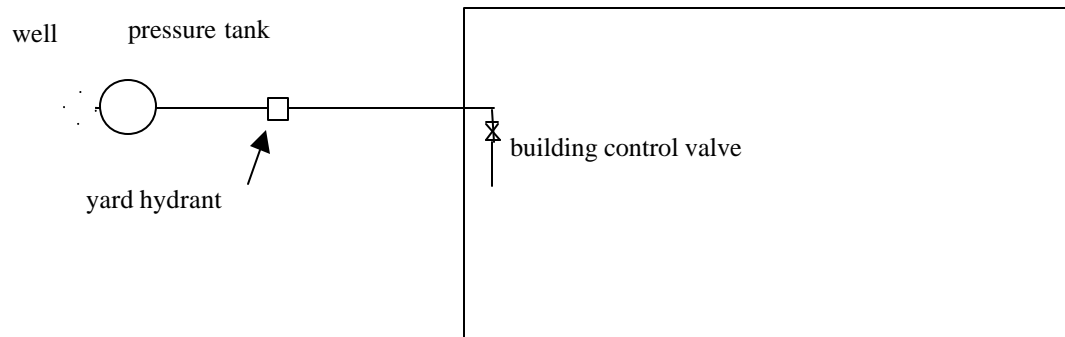 well
pressure tank
building control valve
yard hydrant